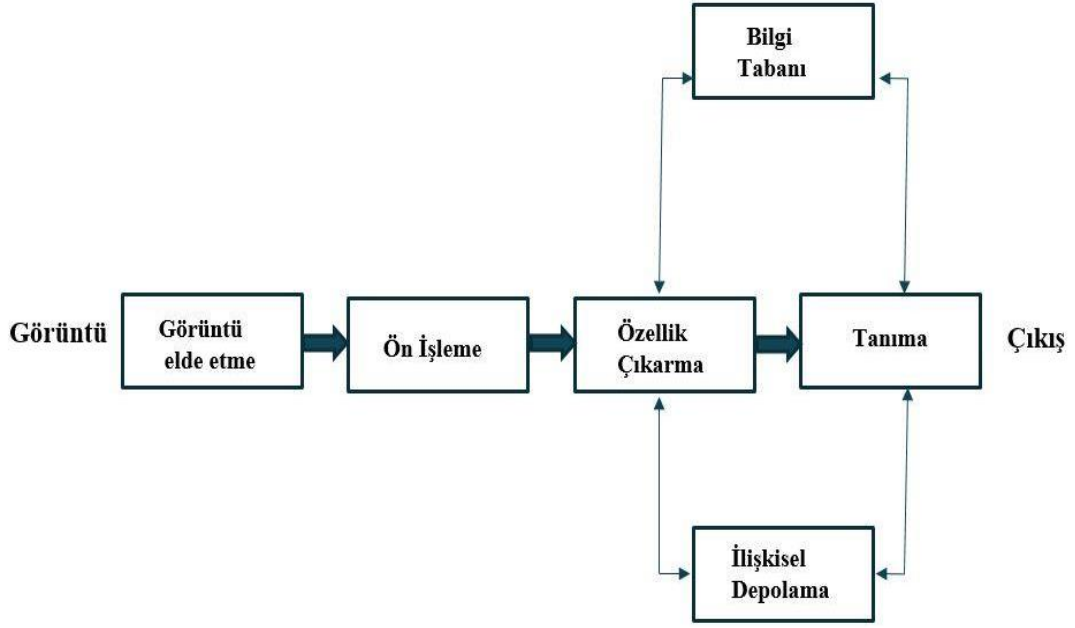 Bilgi
Tabanı
Görüntü
Görüntü
elde etme
Ön İşleme
Özellik
Çıkarma
Tanıma
Çıkış
İlişkisel
Depolama